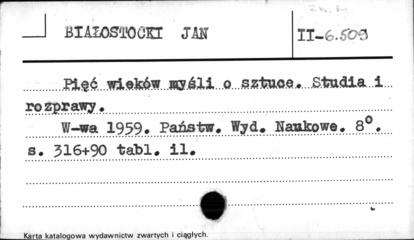 BIAŁOSTOCKI JAN
II-6.509
Pięć wieków myśli o sztuce. Studia i
rozprawy.
W-wa 1959. Państw. Wyd. Naukowe. 8°.
s. 316+90 tabl. il.
Karta katalogowa wydawnictw zwartych i ciągłych.